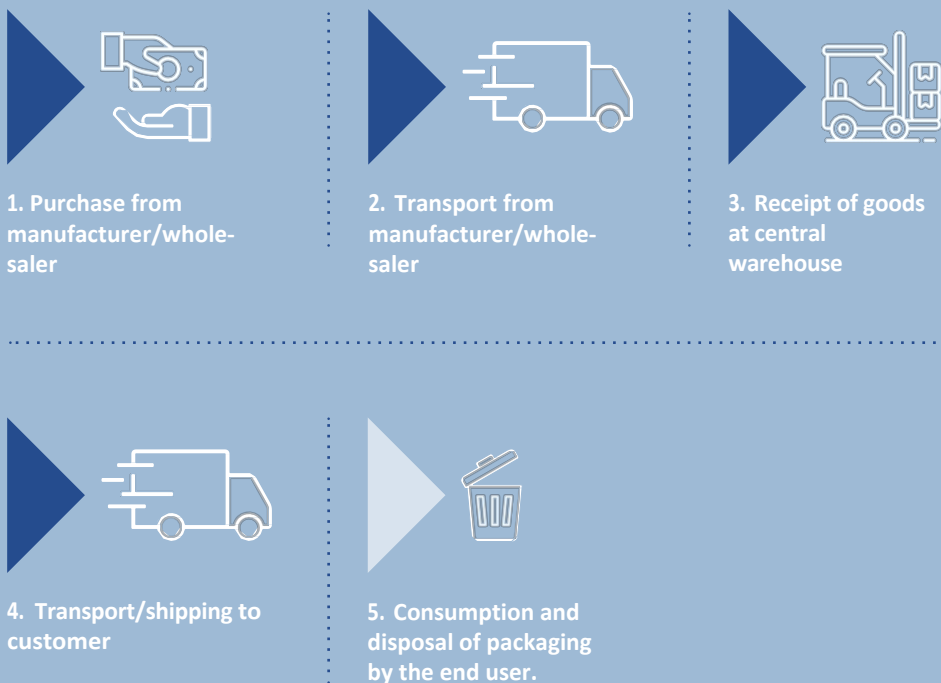 1. Purchase from
manufacturer/whole-
saler
2. Transport from
manufacturer/whole-
saler
3. Receipt of goods
at central
warehouse
4. Transport/shipping to
customer
5. Consumption and
disposal of packaging
by the end user.